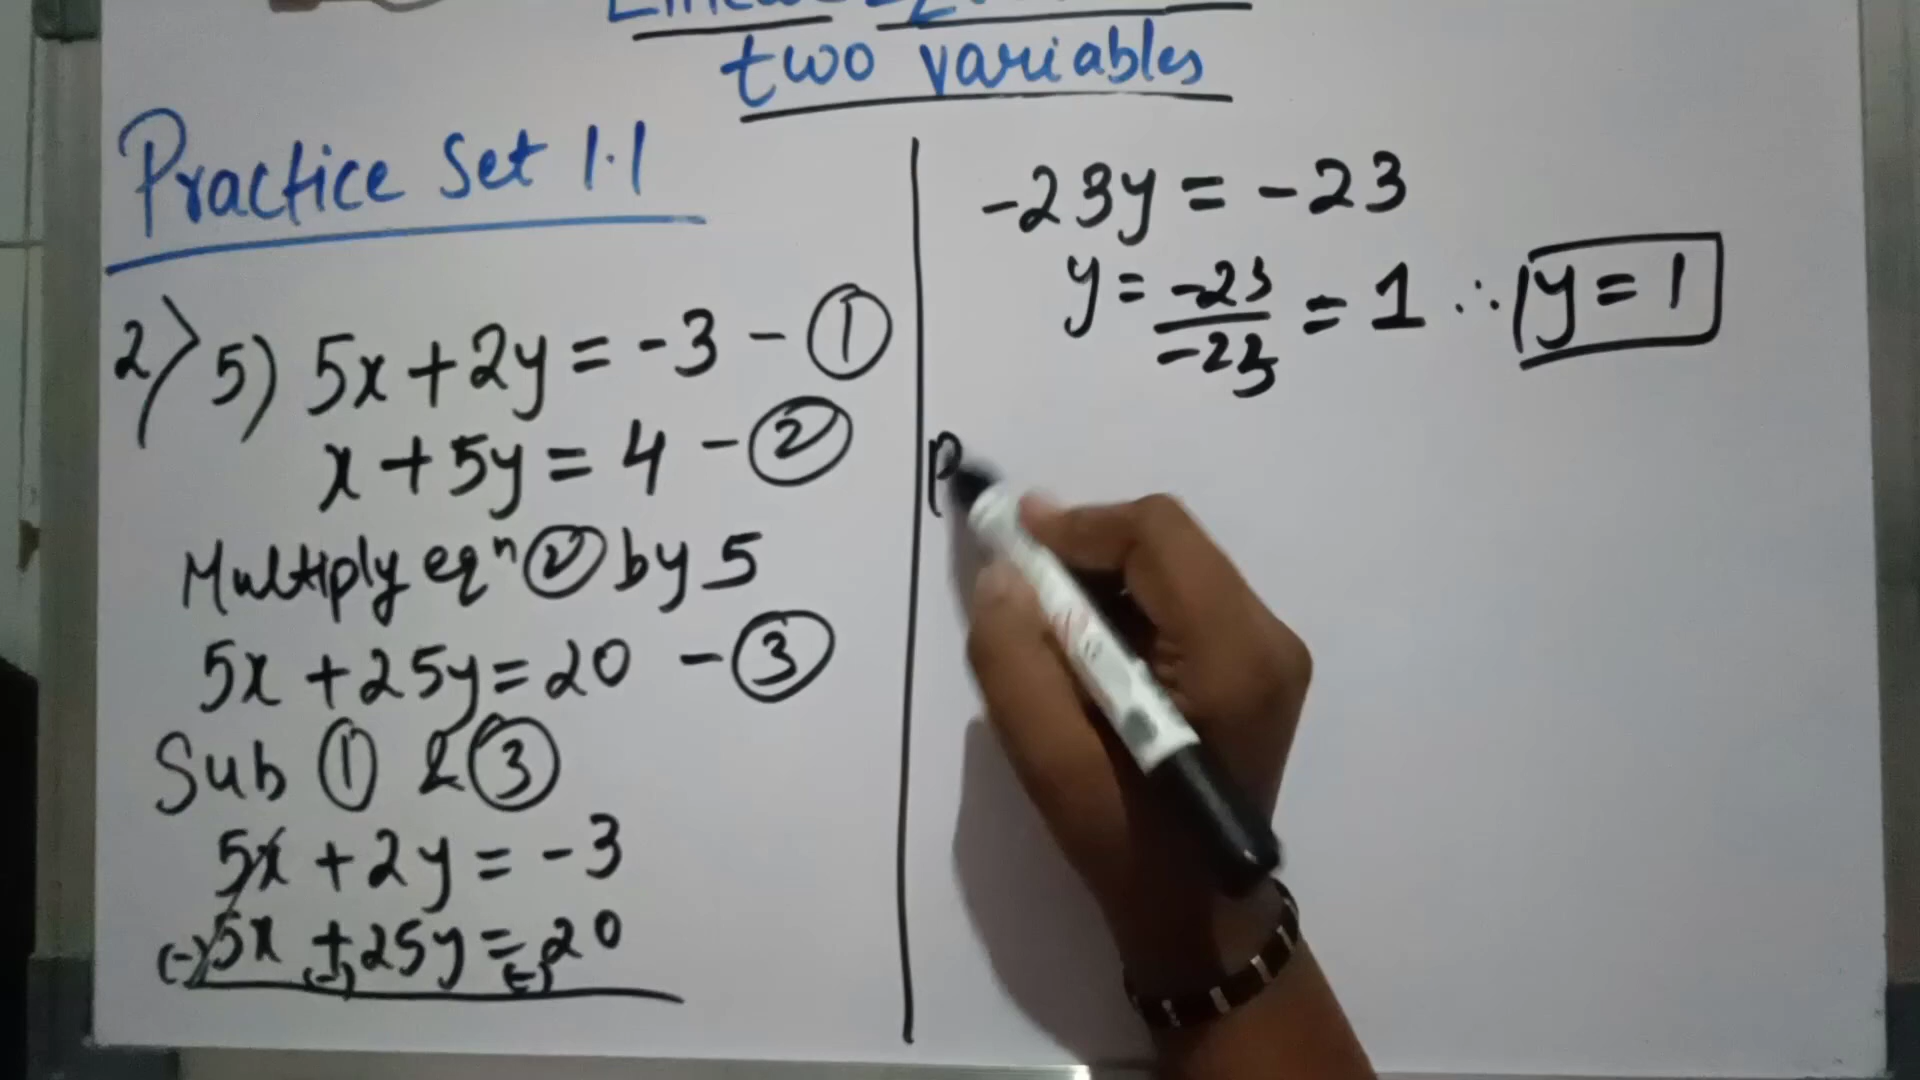 two variables
Practice Set 1.1
2) 5) 5x + 2y = -3 - ①
x + 5y = 4 - ②
Multiply eqⁿ ② by 5
5x + 25y = 20 - ③
Sub ① & ③
5x + 2y = -3
(-) 5x + 25y = 20
(-) (-)
-23y = -23
y = -23/-23 = 1 ∴ y = 1
P